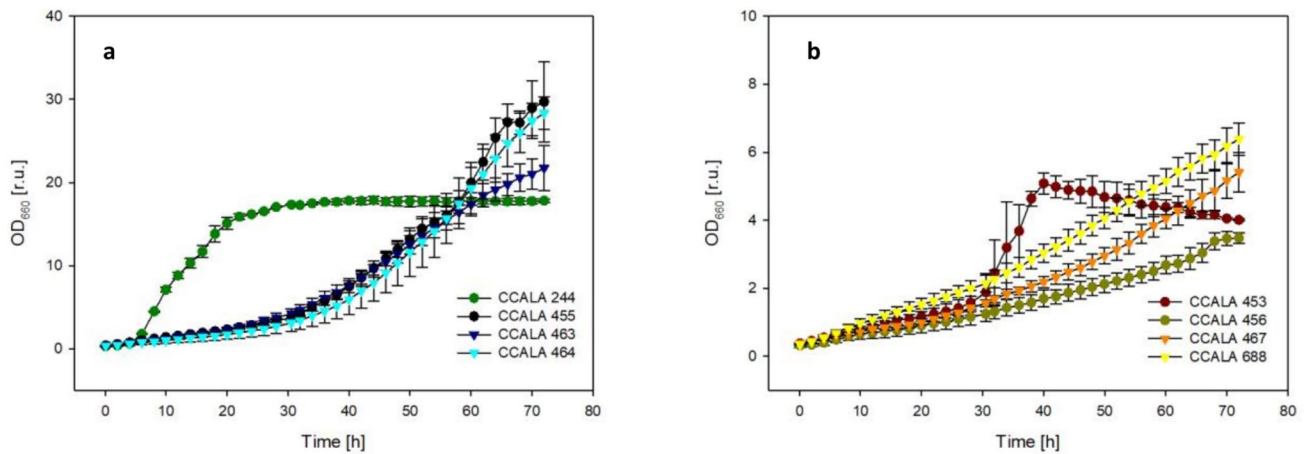 a
40
30
20
10
0
OD660 [r.u.]
CCALA 244
CCALA 455
CCALA 463
CCALA 464
0 10 20 30 40 50 60 70 80
Time [h]
b
10
8
6
4
2
0
OD660 [r.u.]
CCALA 453
CCALA 456
CCALA 467
CCALA 688
0 10 20 30 40 50 60 70 80
Time [h]